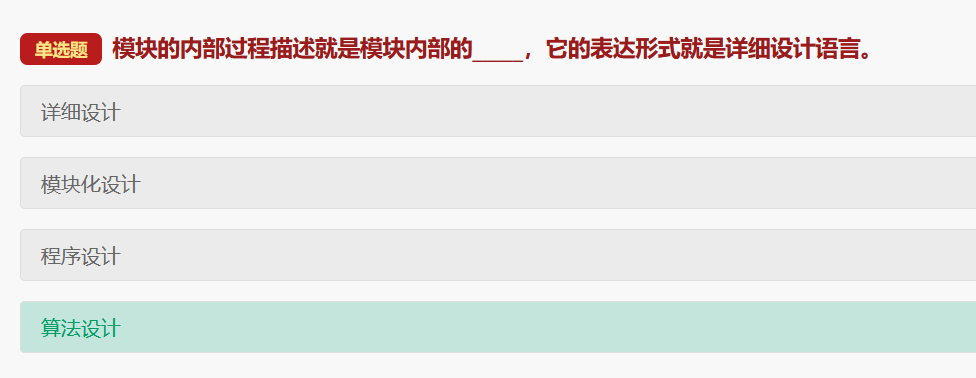 单选题 模块的内部过程描述就是模块内部的_____，它的表达形式就是详细设计语言。
详细设计
模块化设计
程序设计
算法设计